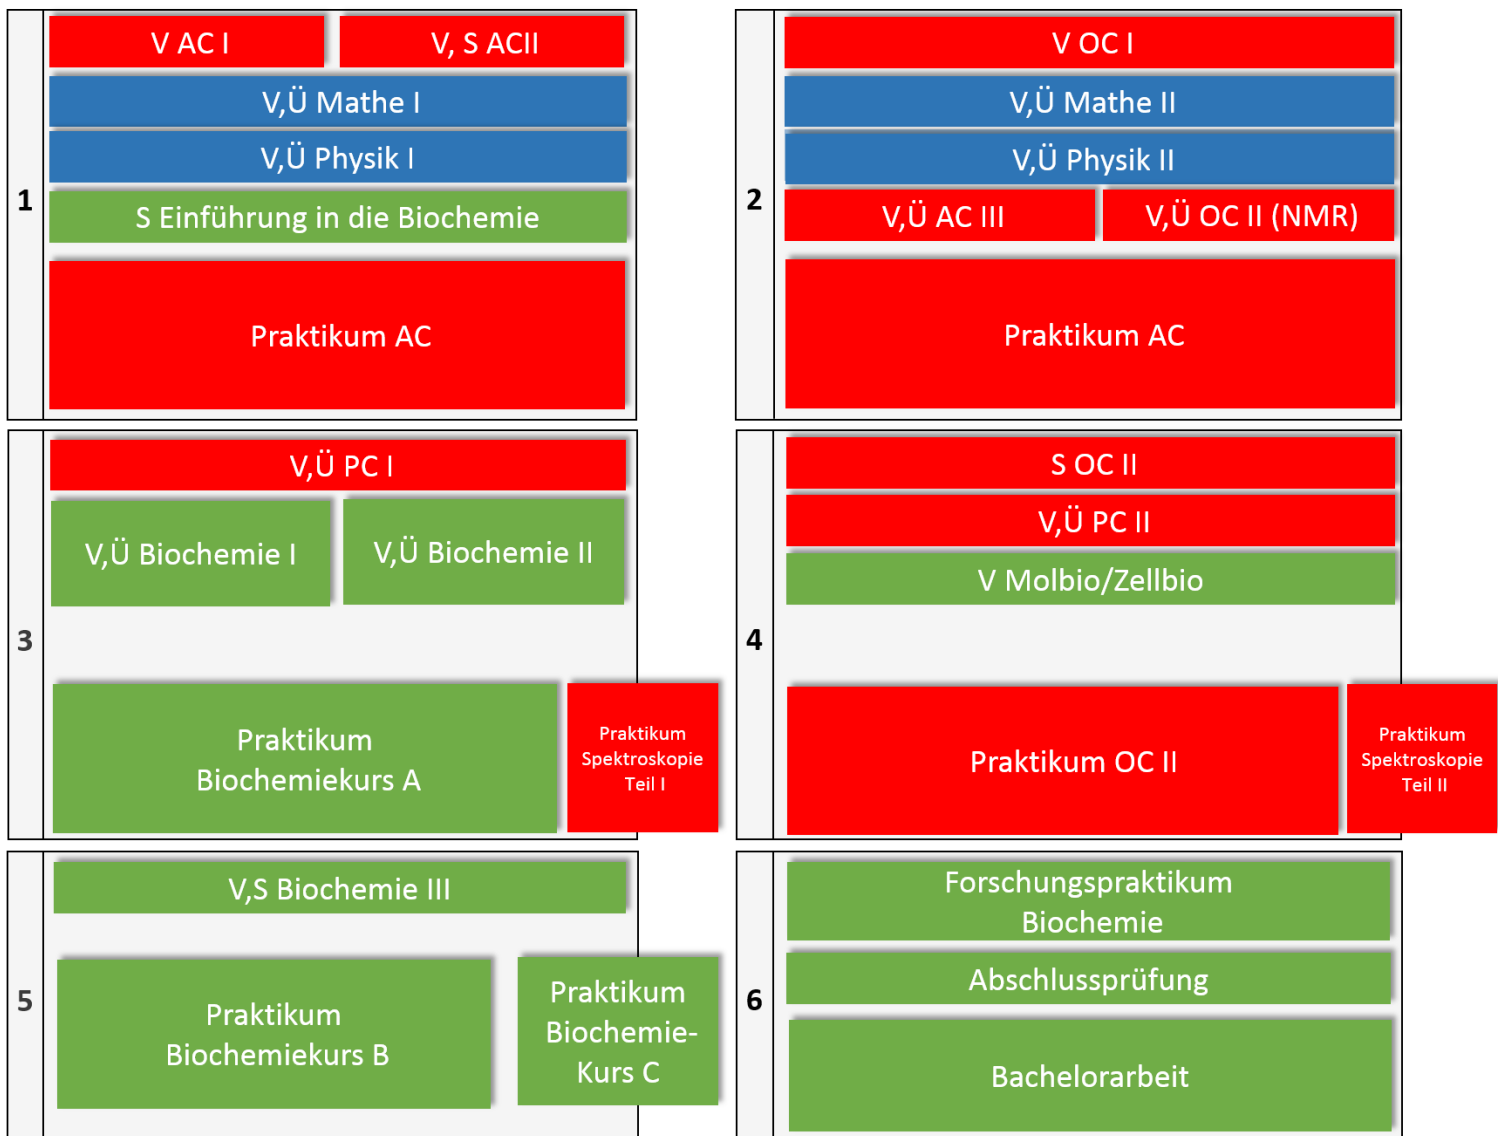 1
V AC I
V, S ACII
V,Ü Mathe I
V,Ü Physik I
S Einführung in die Biochemie
Praktikum AC
2
V OC I
V,Ü Mathe II
V,Ü Physik II
V,Ü AC III
V,Ü OC II (NMR)
Praktikum AC
3
V,Ü PC I
V,Ü Biochemie I
V,Ü Biochemie II
Praktikum
Biochemiekurs A
Praktikum
Spektroskopie
Teil I
4
S OC II
V,Ü PC II
V Molbio/Zellbio
Praktikum OC II
Praktikum
Spektroskopie
Teil II
5
V,S Biochemie III
Praktikum
Biochemiekurs B
Praktikum
Biochemie-
Kurs C
6
Forschungspraktikum
Biochemie
Abschlussprüfung
Bachelorarbeit